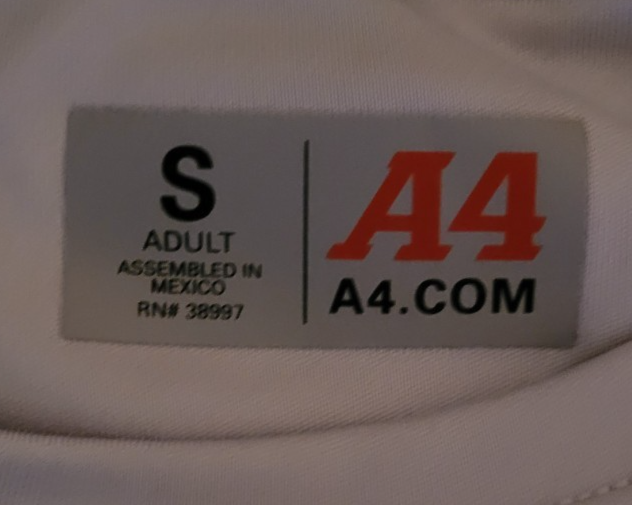 S
ADULT
ASSEMBLED IN
MEXICO
RN# 38997
A4
A4.COM